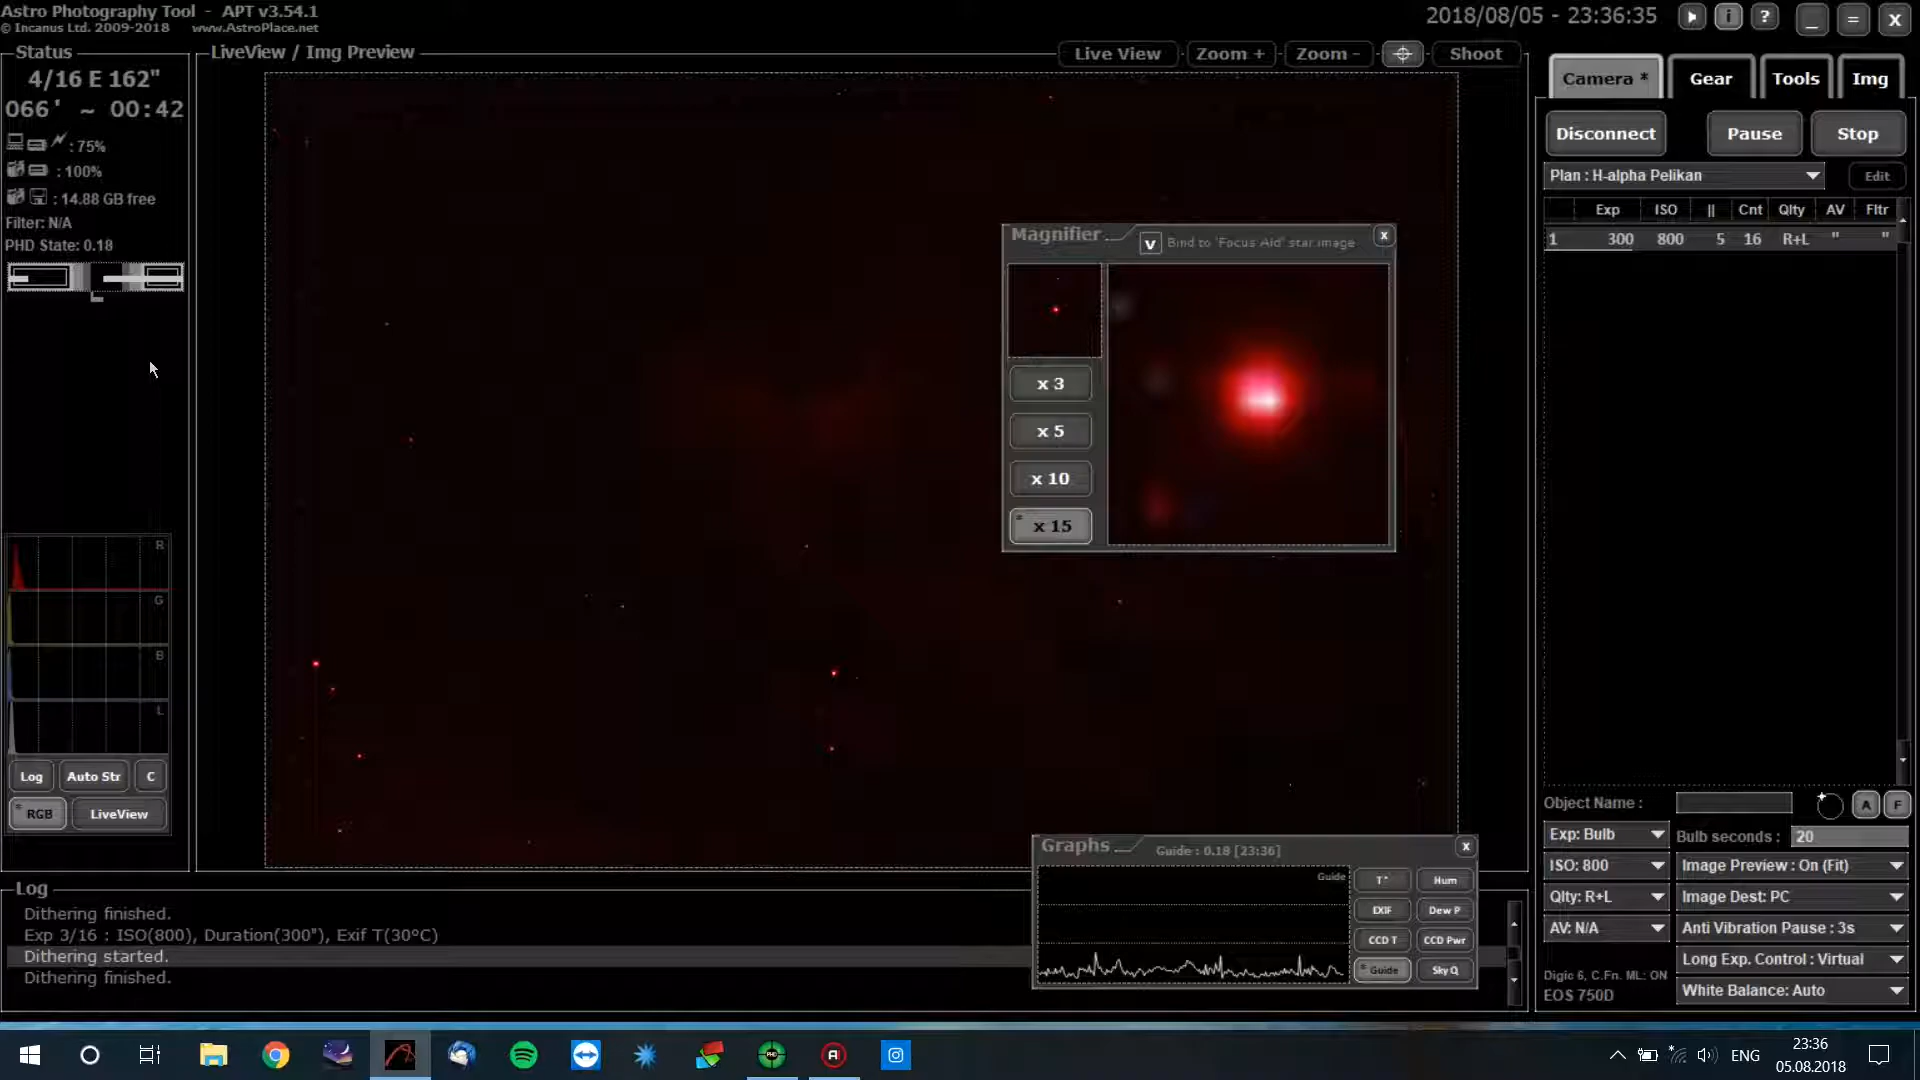 Astro Photography Tool - APT v3.54.1
© Incanus Ltd. 2009-2018 www.AstroPlace.net
2018/08/05 - 23:36:35
i ? _ = X
Status
4/16 E 162"
066' ~ 00:42
: 75%
: 100%
: 14.88 GB free
Filter: N/A
PHD State: 0.18
R
G
B
L
Log Auto Str C
* RGB LiveView
LiveView / Img Preview
Live View Zoom + Zoom - Shoot
Magnifier V Bind to 'Focus Aid' star image X
x 3
x 5
x 10
* x 15
Camera * Gear Tools Img
Disconnect Pause Stop
Plan : H-alpha Pelikan Edit
Exp ISO || Cnt Qlty AV Fltr
1 300 800 5 16 R+L " "
Object Name : A F
Exp: Bulb Bulb seconds : 20
ISO: 800 Image Preview : On (Fit)
Qlty: R+L Image Dest: PC
AV: N/A Anti Vibration Pause : 3s
Long Exp. Control : Virtual
Digic 6, C.Fn. ML: ON
EOS 750D White Balance: Auto
Graphs Guide : 0.18 [23:36] X
Guide
T° Hum
EXIF Dew P
CCD T CCD Pwr
* Guide Sky Q
Log
Dithering finished.
Exp 3/16 : ISO(800), Duration(300"), Exif T(30°C)
Dithering started.
Dithering finished.
PHD
ENG
23:36
05.08.2018